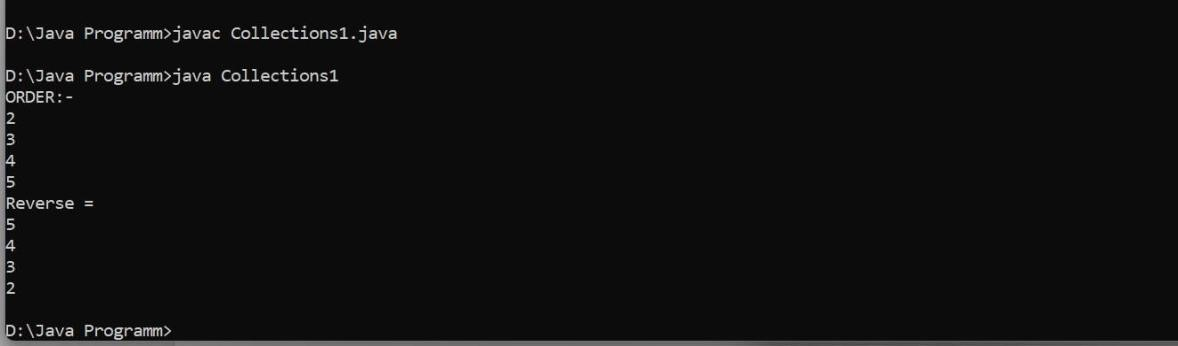 D:\Java Programm>javac Collections1.java
D:\Java Programm>java Collections1
ORDER:-
2
3
4
5
Reverse =
5
4
3
2
D:\Java Programm>